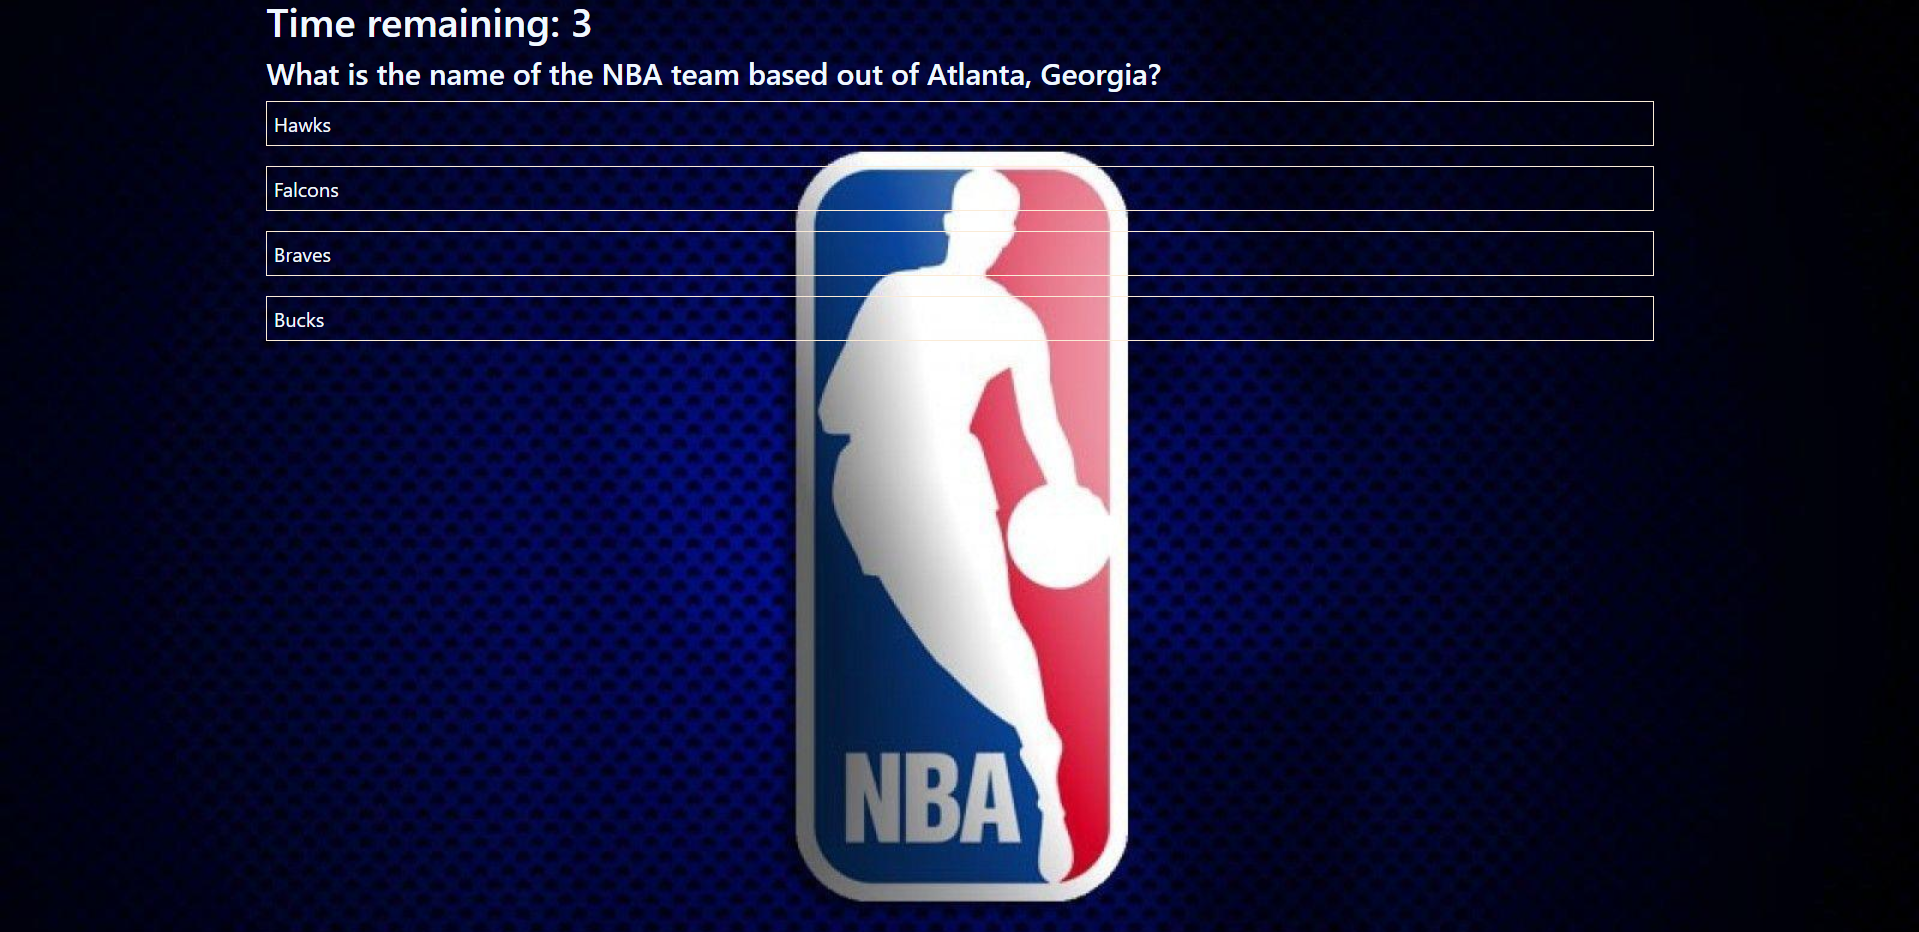 Time remaining: 3
What is the name of the NBA team based out of Atlanta, Georgia?
Hawks
Falcons
Braves
Bucks
NBA